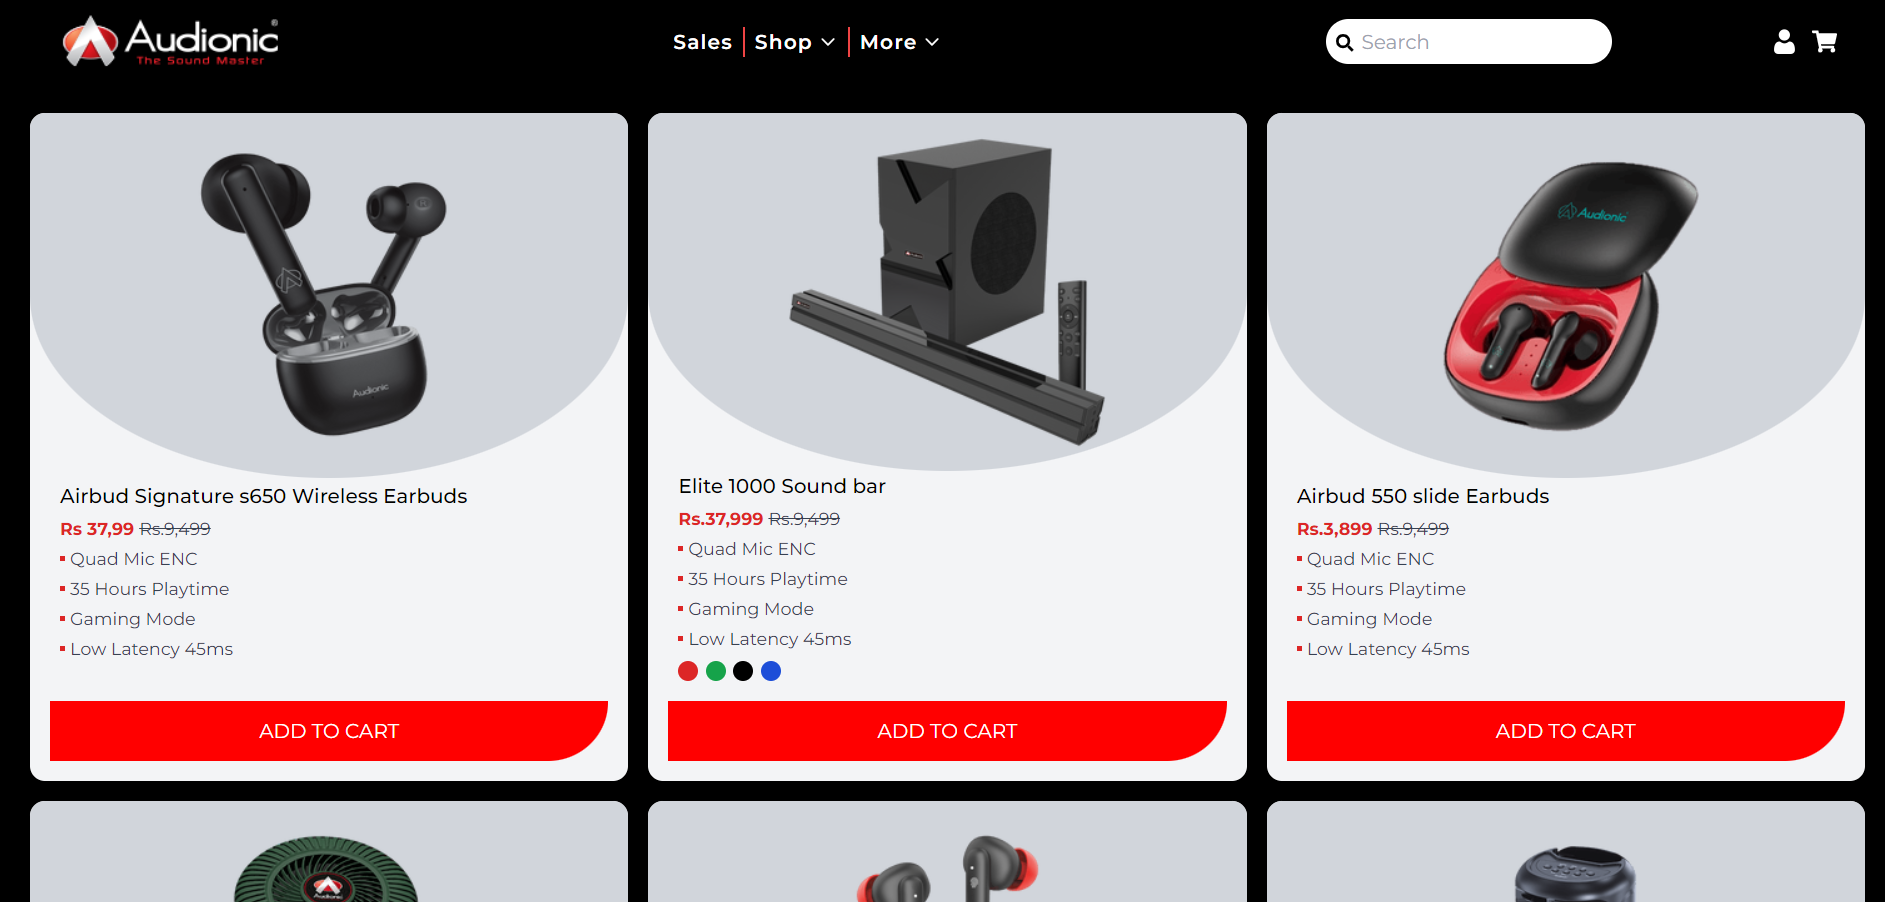 Audionic®
The Sound Master
Sales Shop More
Search
Audionic
Audionic
Airbud Signature s650 Wireless Earbuds
Rs 37,99 Rs.9,499
Quad Mic ENC
35 Hours Playtime
Gaming Mode
Low Latency 45ms
ADD TO CART
Elite 1000 Sound bar
Rs.37,999 Rs.9,499
Quad Mic ENC
35 Hours Playtime
Gaming Mode
Low Latency 45ms
ADD TO CART
Airbud 550 slide Earbuds
Rs.3,899 Rs.9,499
Quad Mic ENC
35 Hours Playtime
Gaming Mode
Low Latency 45ms
ADD TO CART
Audionic